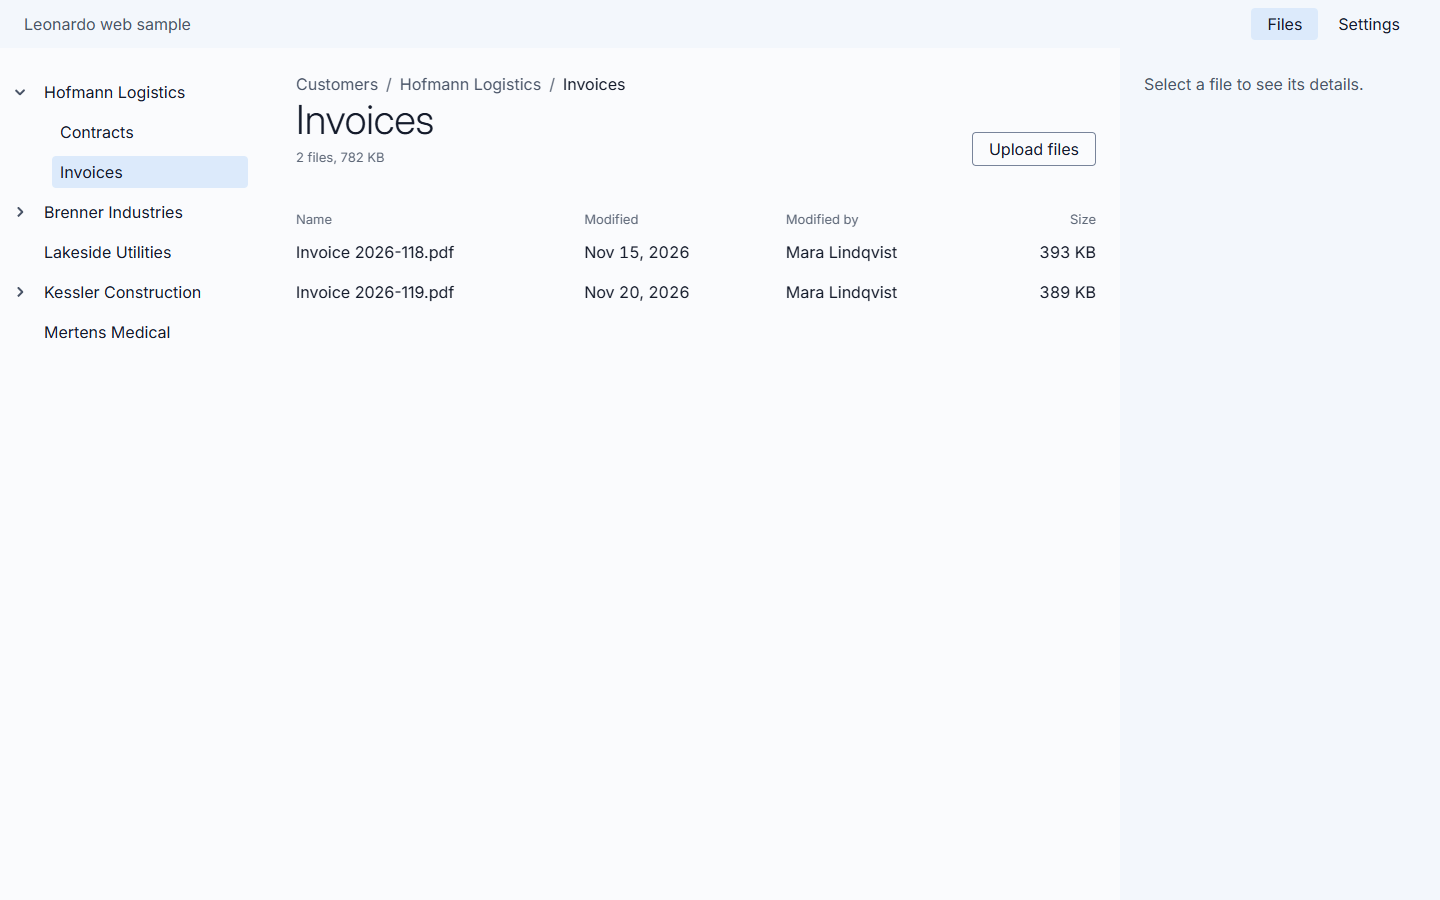 Leonardo web sample
Files
Settings
Hofmann Logistics
Contracts
Invoices
Brenner Industries
Lakeside Utilities
Kessler Construction
Mertens Medical
Customers / Hofmann Logistics / Invoices
Invoices
2 files, 782 KB
Upload files
Name Modified Modified by Size
Invoice 2026-118.pdf Nov 15, 2026 Mara Lindqvist 393 KB
Invoice 2026-119.pdf Nov 20, 2026 Mara Lindqvist 389 KB
Select a file to see its details.